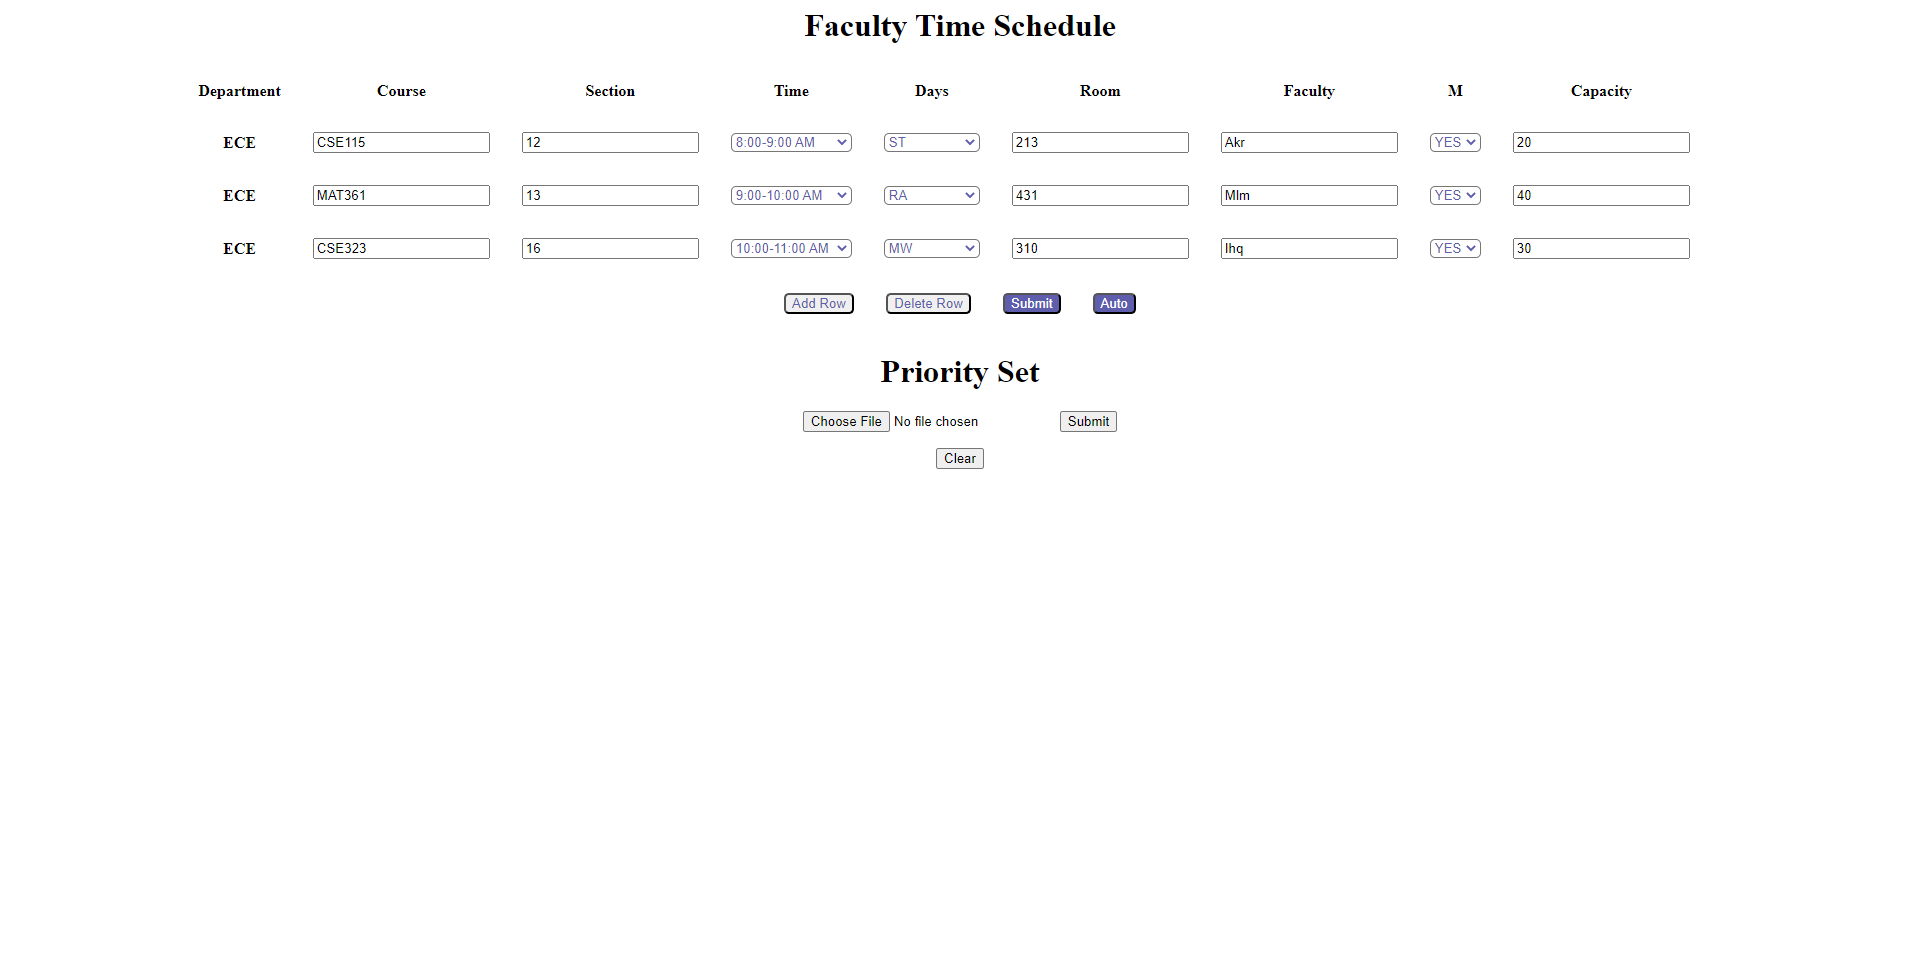 Faculty Time Schedule
Department Course Section Time Days Room Faculty M Capacity
ECE CSE115 12 8:00-9:00 AM ST 213 Akr YES 20
ECE MAT361 13 9:00-10:00 AM RA 431 Mlm YES 40
ECE CSE323 16 10:00-11:00 AM MW 310 Ihq YES 30
Add Row Delete Row Submit Auto
Priority Set
Choose File No file chosen Submit
Clear